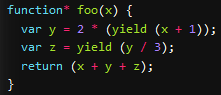 function* foo(x) {
  var y = 2 * (yield (x + 1));
  var z = yield (y / 3);
  return (x + y + z);
}